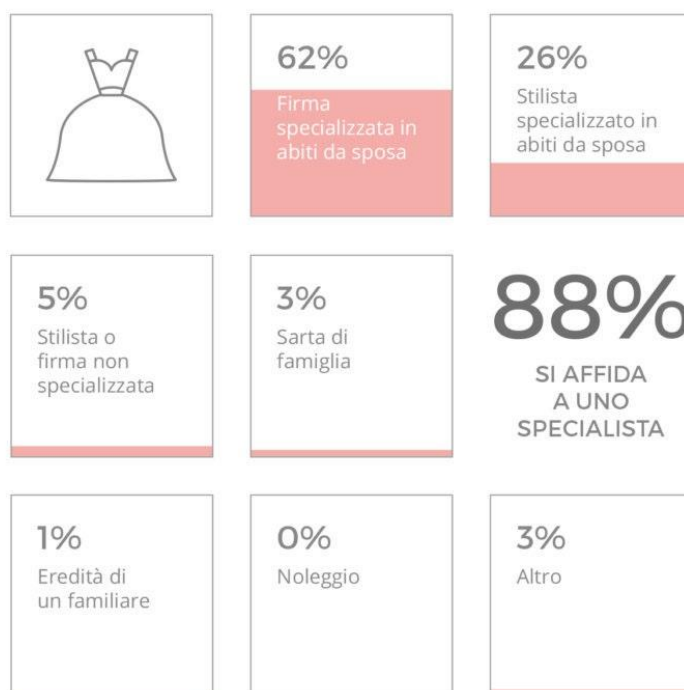 62%
Firma
specializzata in
abiti da sposa
26%
Stilista
specializzato in
abiti da sposa
5%
Stilista o
firma non
specializzata
3%
Sarta di
famiglia
88%
SI AFFIDA
A UNO
SPECIALISTA
1%
Eredità di
un familiare
0%
Noleggio
3%
Altro